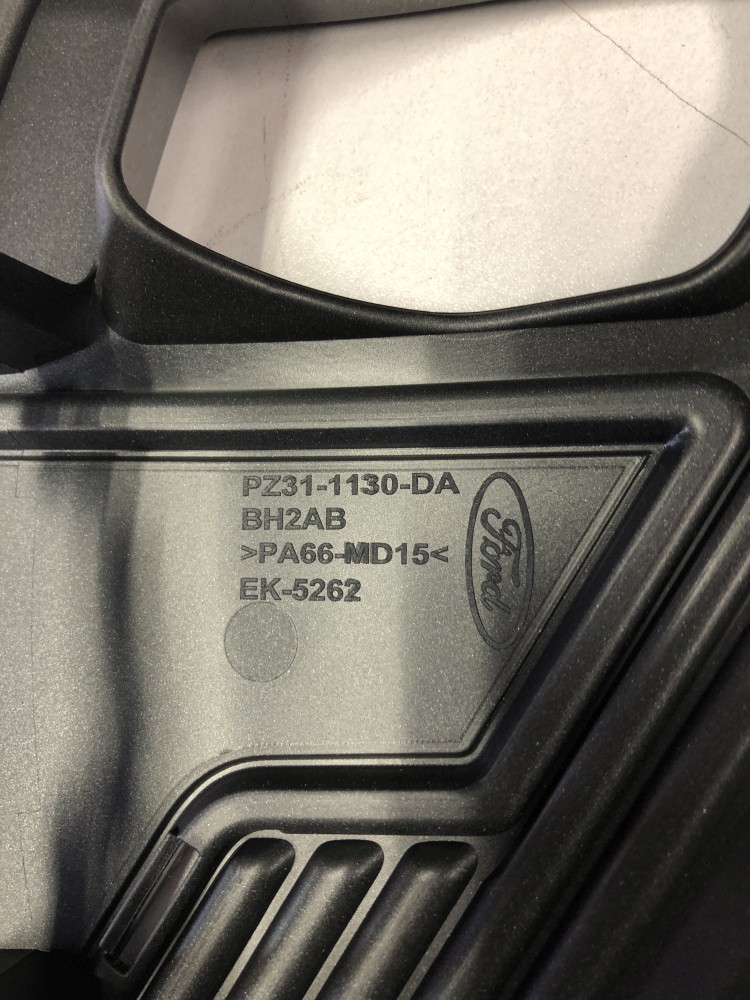 PZ31-1130-DA
BH2AB
>PA66-MD15<
EK-5262
Ford